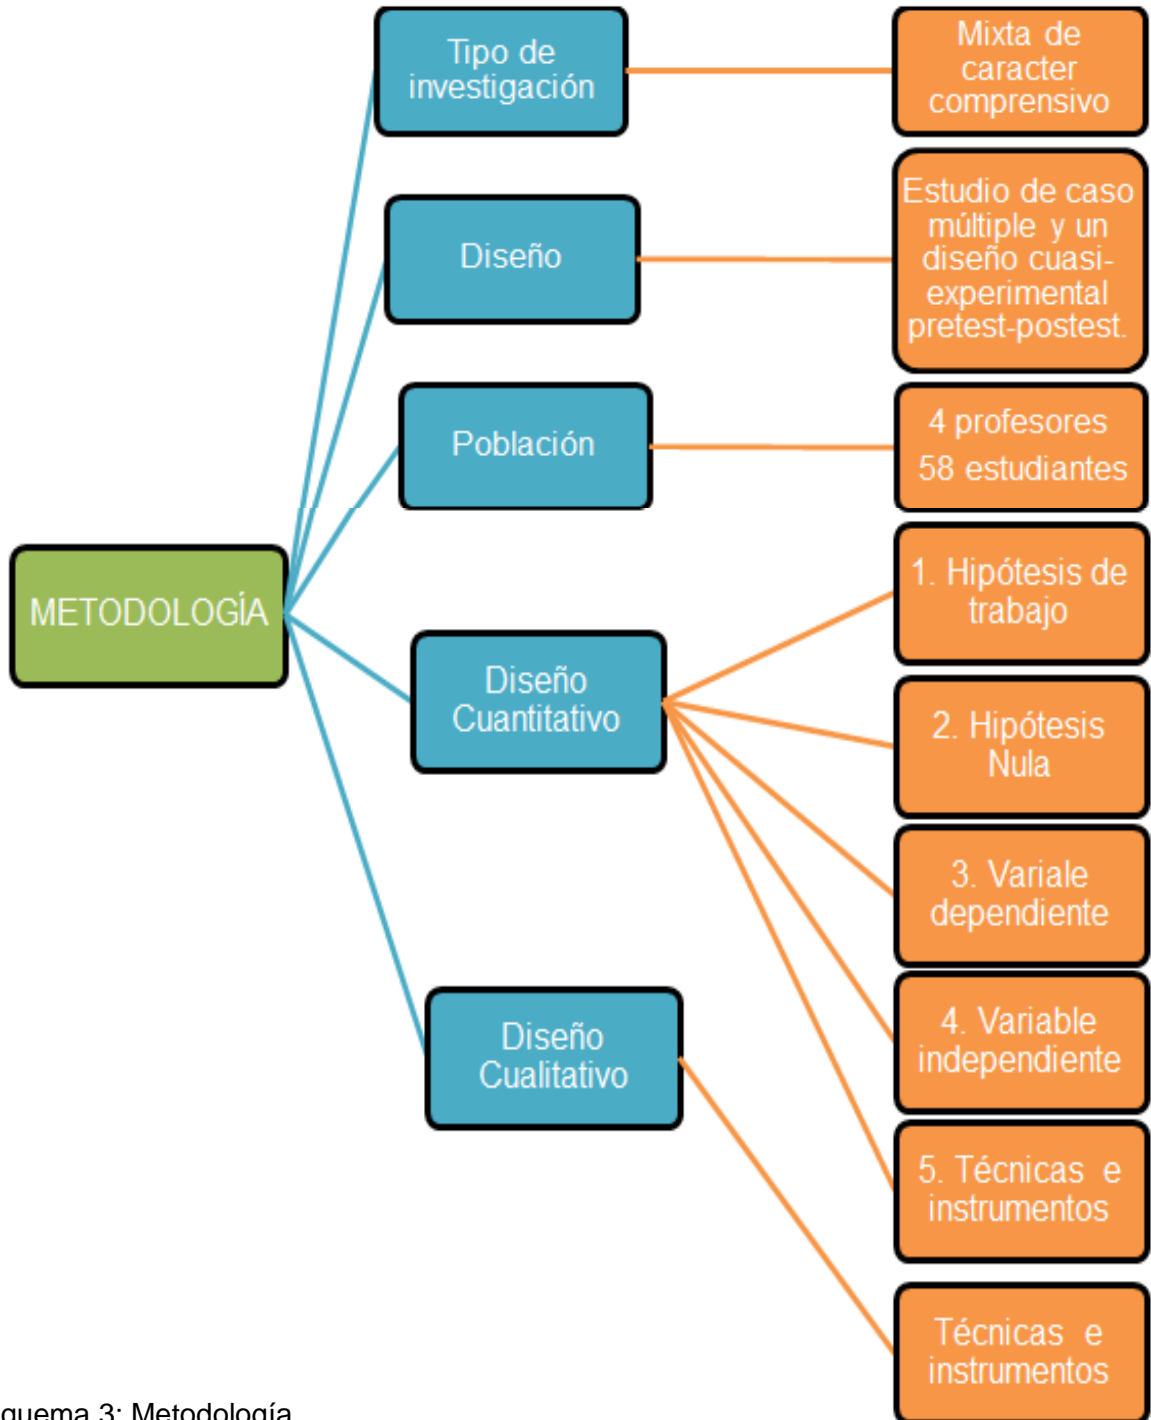 Tipo de
investigación
Mixta de
caracter
comprensivo
Diseño
Estudio de caso
múltiple y un
diseño cuasi-
experimental
pretest-postest.
Población
4 profesores
58 estudiantes
METODOLOGÍA
Diseño
Cuantitativo
1. Hipótesis de
trabajo
2. Hipótesis
Nula
3. Variale
dependiente
4. Variable
independiente
5. Técnicas e
instrumentos
Diseño
Cualitativo
Técnicas e
instrumentos
quema 3: Metodología